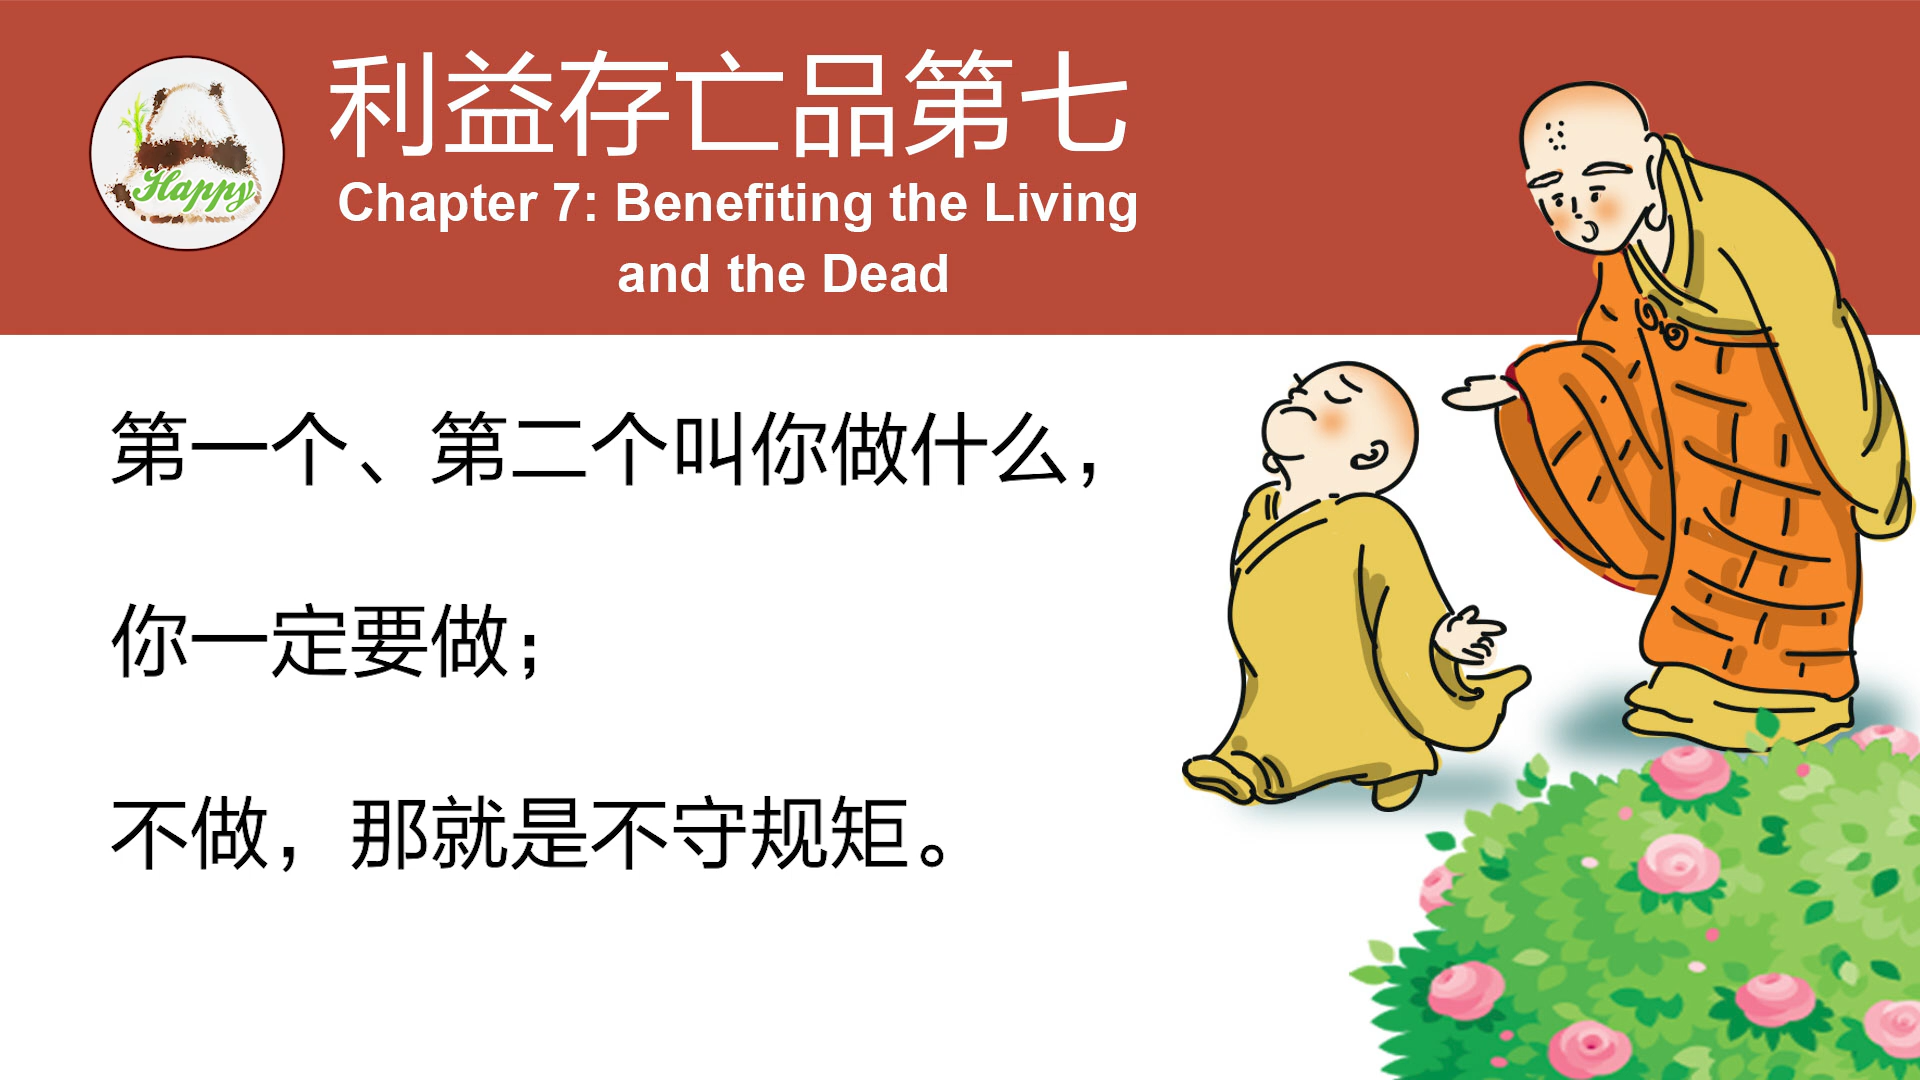 Happy
利益存亡品第七
Chapter 7: Benefiting the Living
and the Dead
第一个、第二个叫你做什么，
你一定要做；
不做，那就是不守规矩。